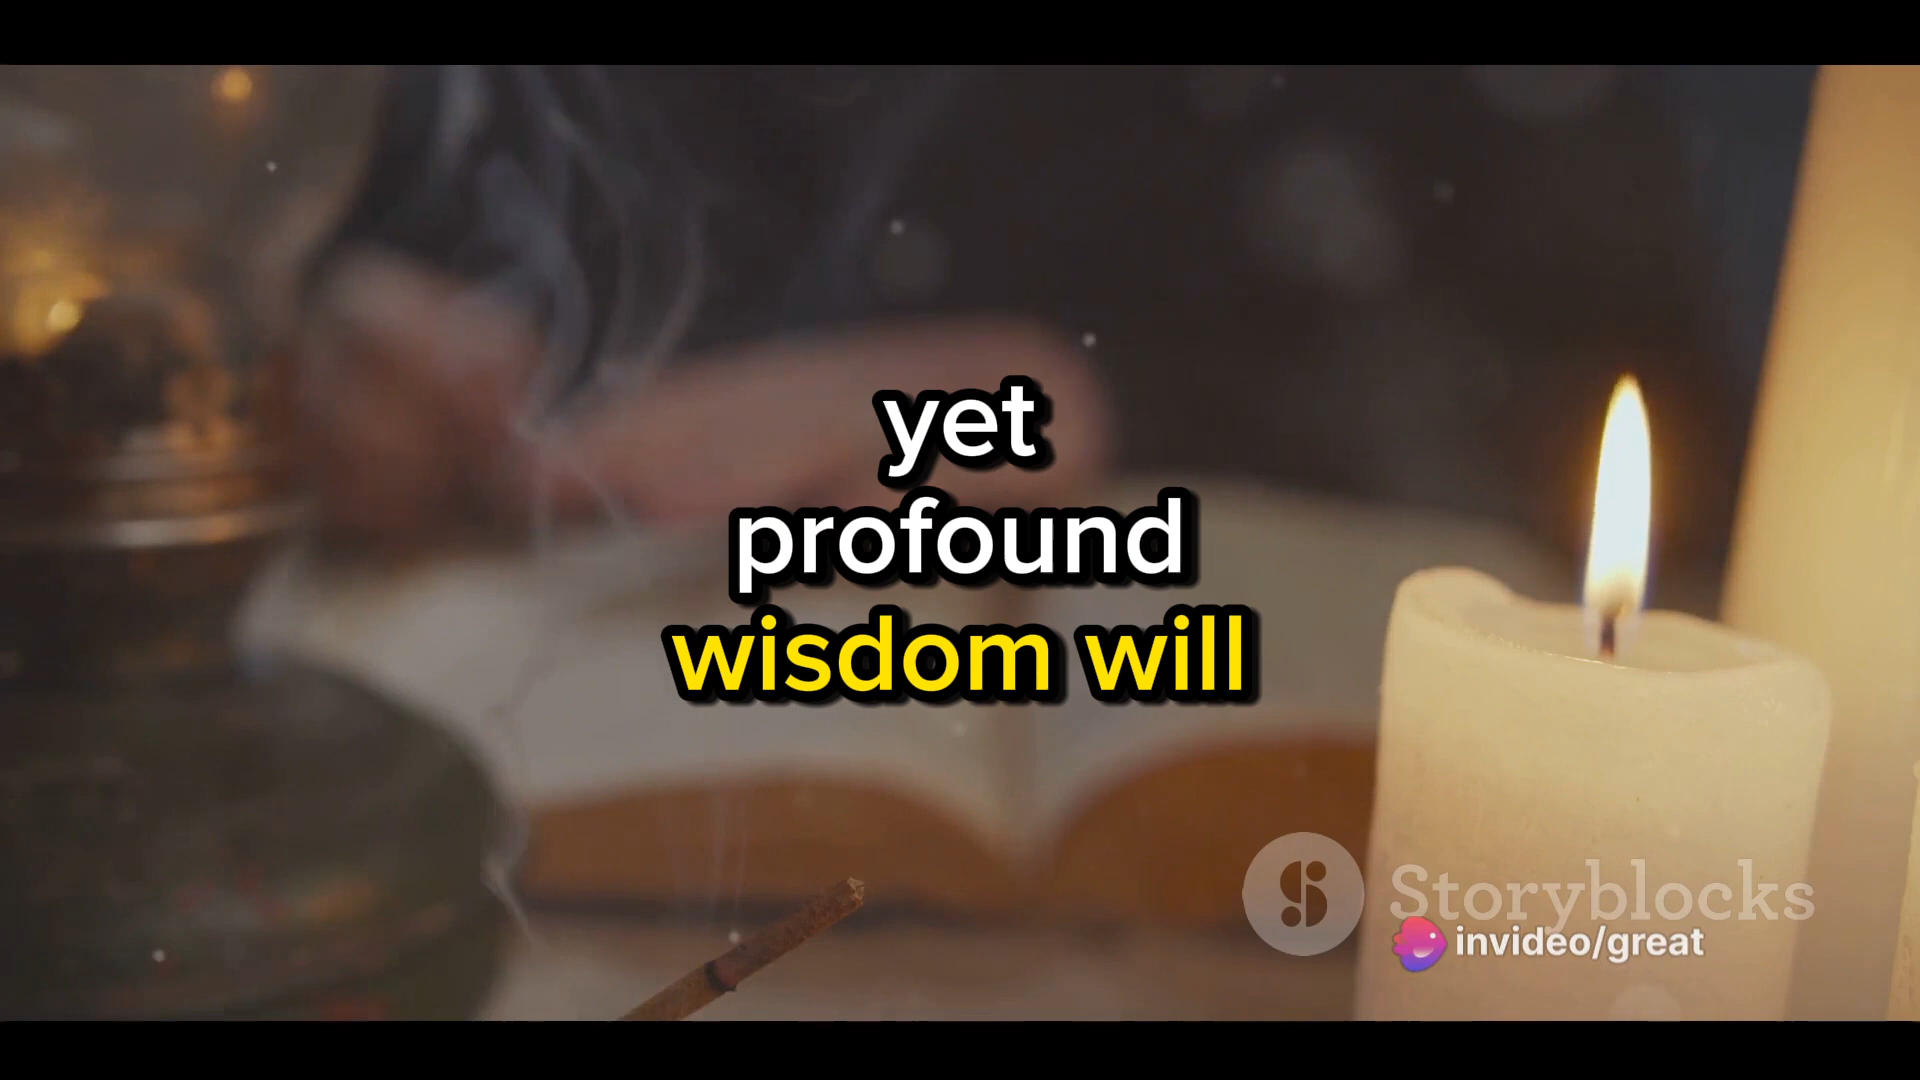 yet
profound
wisdom will
Storyblocks
invideo/great